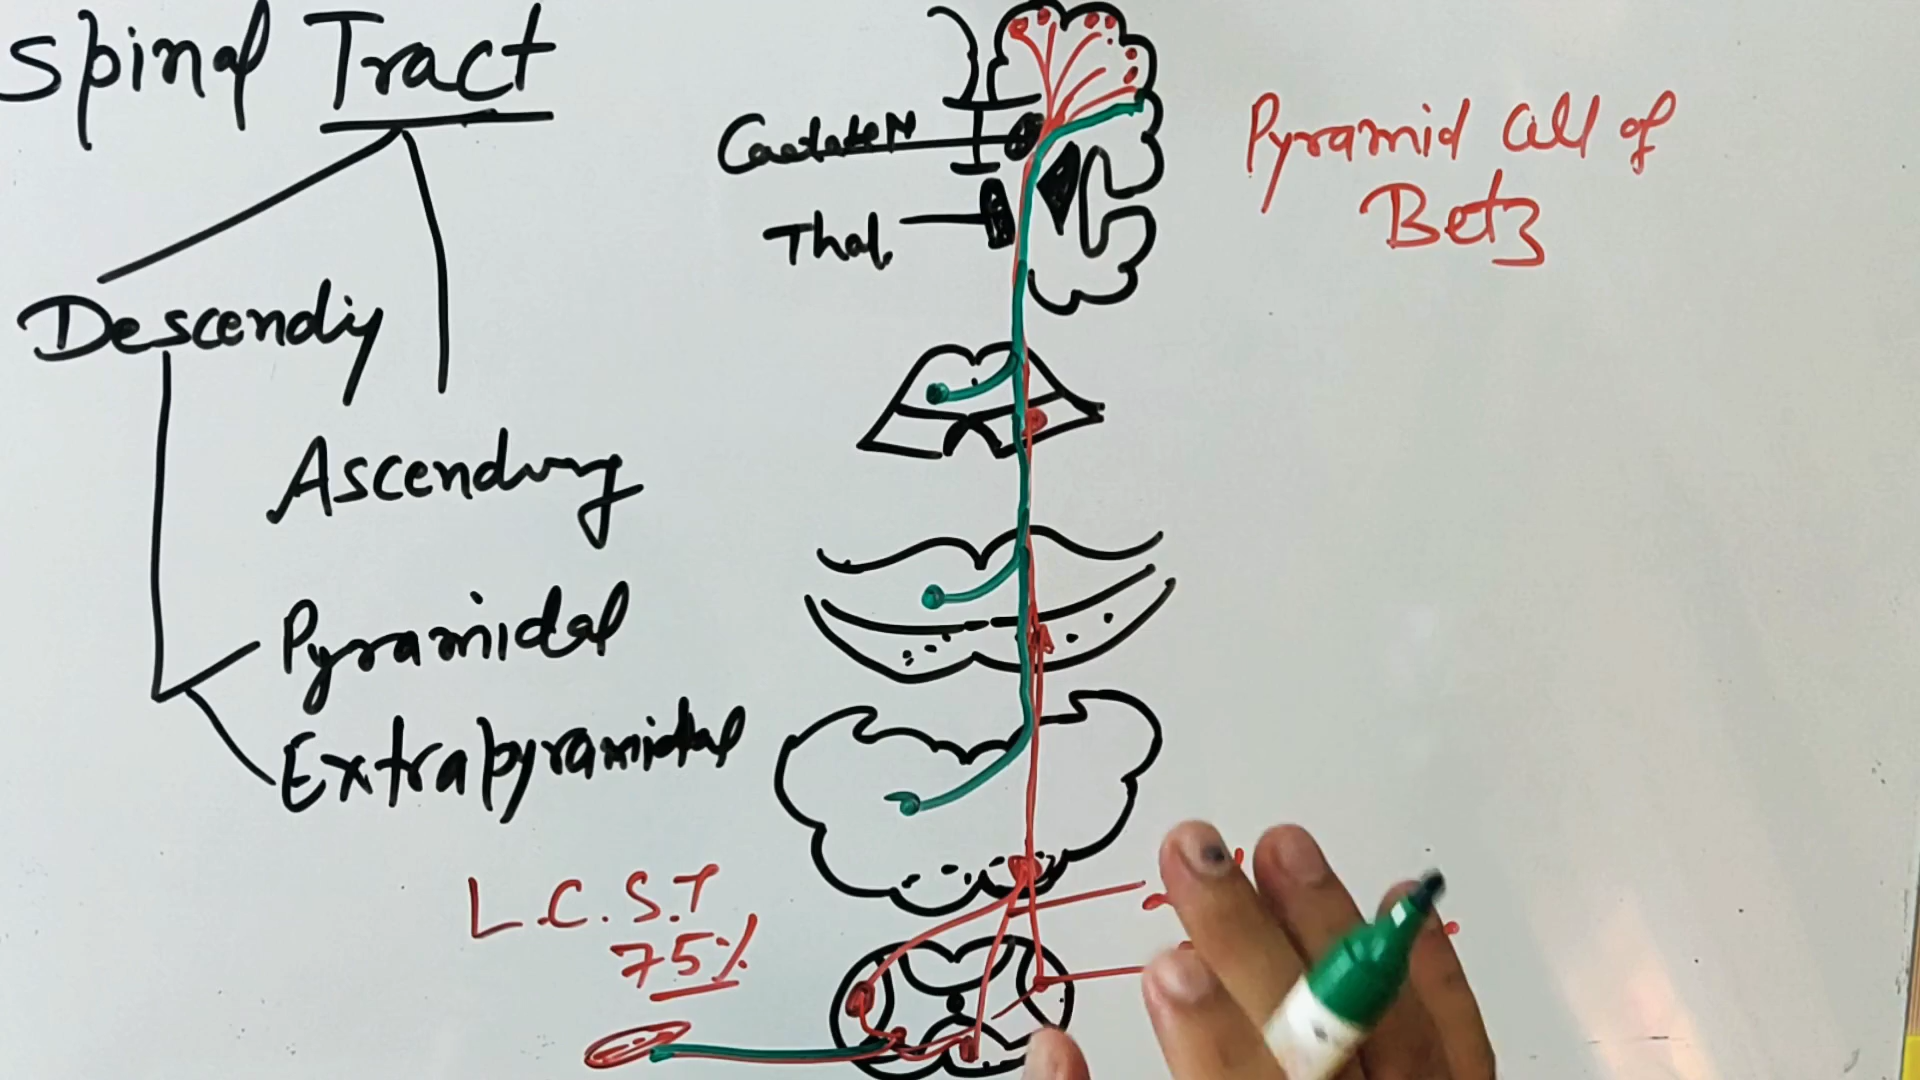 Spinal Tract
Caudate N
Thal.
Pyramid Cell of
Betz
Descending
Ascending
Pyramidal
Extrapyramidal
L.C.S.T
75%